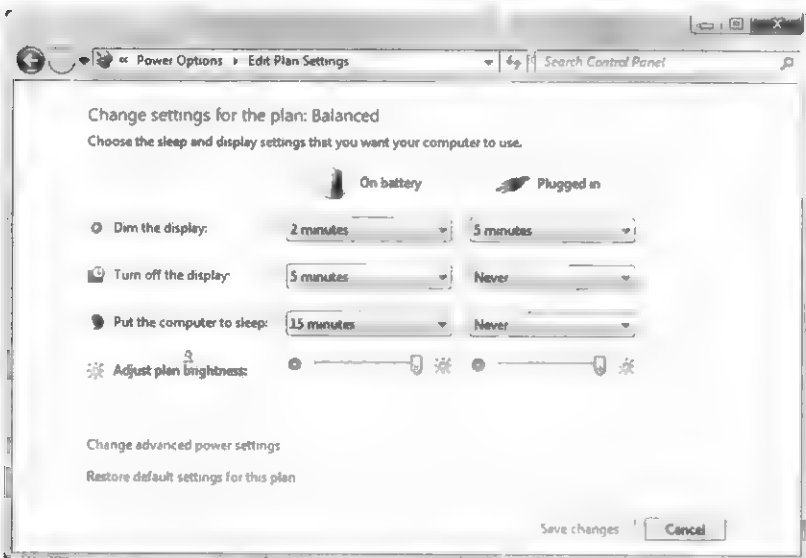 X
« Power Options › Edit Plan Settings Search Control Panel
Change settings for the plan: Balanced
Choose the sleep and display settings that you want your computer to use.
On battery Plugged in
Dim the display: 2 minutes 5 minutes
Turn off the display: 5 minutes Never
Put the computer to sleep: 15 minutes Never
Adjust plan brightness:
Change advanced power settings
Restore default settings for this plan
Save changes Cancel